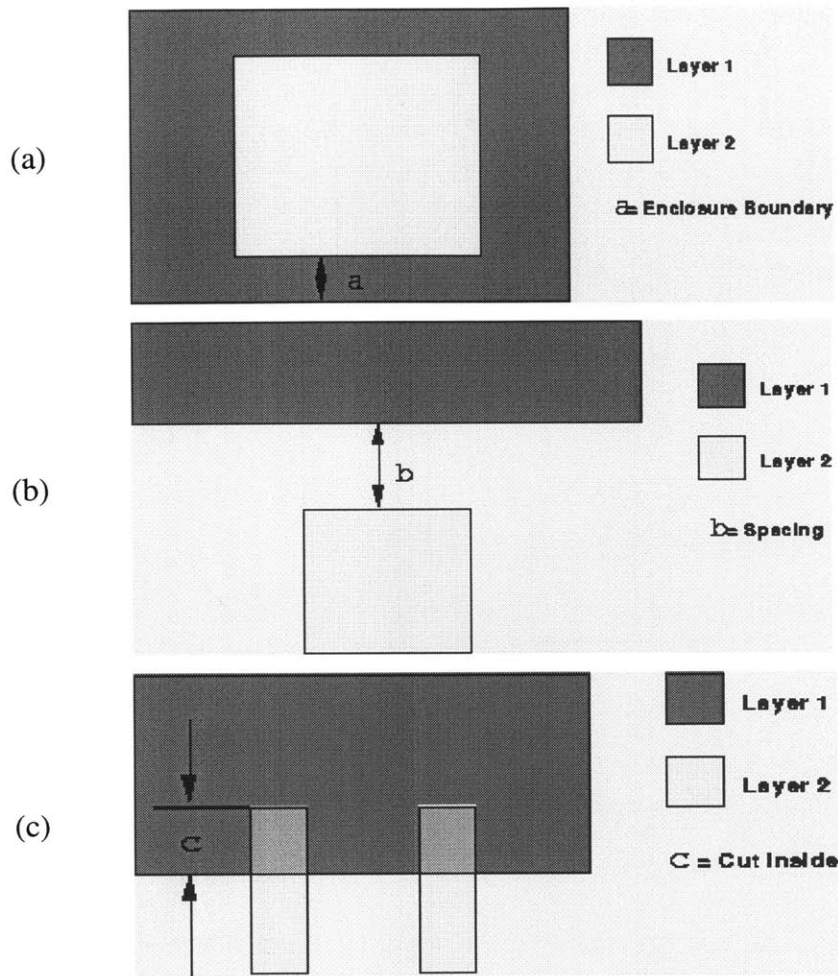 (a)
Layer 1
Layer 2
a= Enclosure Boundary
a
(b)
Layer 1
Layer 2
b= Spacing
b
(c)
Layer 1
Layer 2
C = Cut Inside
C